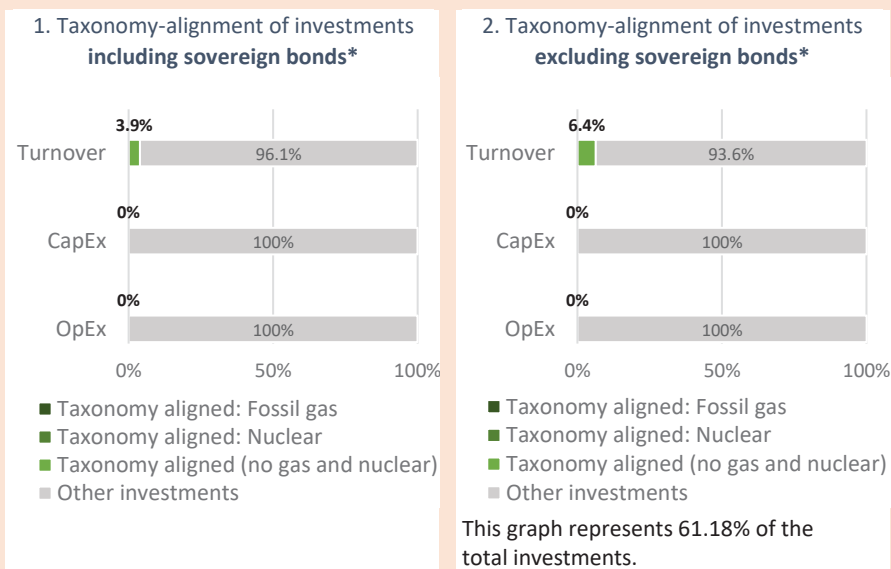 1. Taxonomy-alignment of investments
including sovereign bonds*
3.9%
Turnover
96.1%
0%
CapEx
100%
0%
OpEx
100%
0%
50%
100%
■ Taxonomy aligned: Fossil gas
■ Taxonomy aligned: Nuclear
■ Taxonomy aligned (no gas and nuclear)
■ Other investments
2. Taxonomy-alignment of investments
excluding sovereign bonds*
6.4%
Turnover
93.6%
0%
CapEx
100%
0%
OpEx
100%
0%
50%
100%
■ Taxonomy aligned: Fossil gas
■ Taxonomy aligned: Nuclear
■ Taxonomy aligned (no gas and nuclear)
■ Other investments
This graph represents 61.18% of the
total investments.